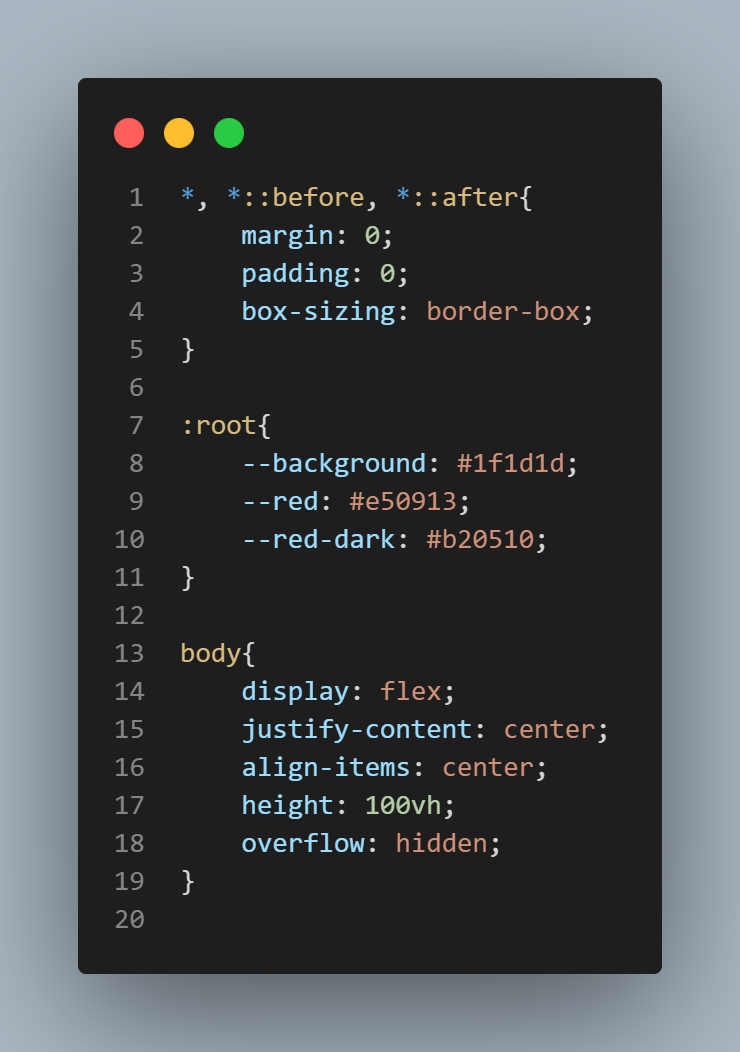 1 *, *::before, *::after{
2     margin: 0;
3     padding: 0;
4     box-sizing: border-box;
5 }
6
7 :root{
8     --background: #1f1d1d;
9     --red: #e50913;
10     --red-dark: #b20510;
11 }
12
13 body{
14     display: flex;
15     justify-content: center;
16     align-items: center;
17     height: 100vh;
18     overflow: hidden;
19 }
20